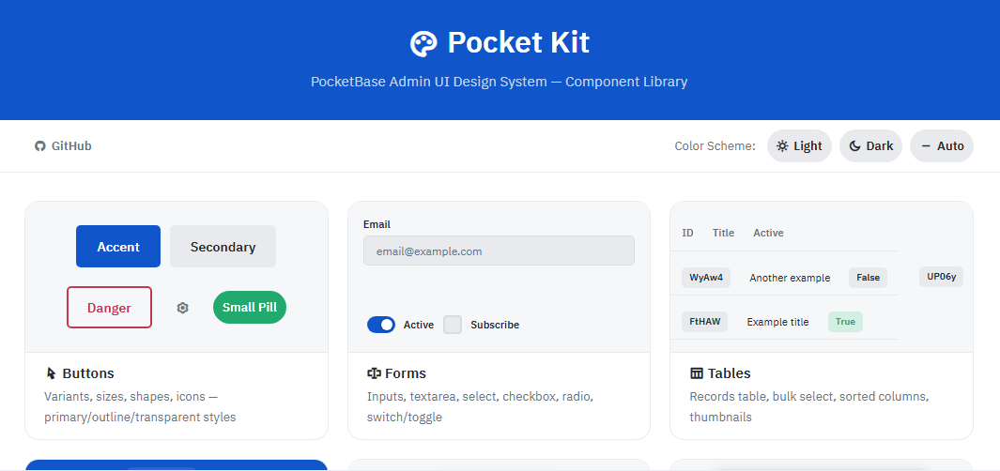 Pocket Kit
PocketBase Admin UI Design System — Component Library
GitHub
Color Scheme:
Light
Dark
Auto
Accent
Secondary
Danger
Small Pill
Buttons
Variants, sizes, shapes, icons —
primary/outline/transparent styles
Email
email@example.com
Active
Subscribe
Forms
Inputs, textarea, select, checkbox, radio,
switch/toggle
ID Title Active
WyAw4 Another example False UP06y
FtHAW Example title True
Tables
Records table, bulk select, sorted columns,
thumbnails